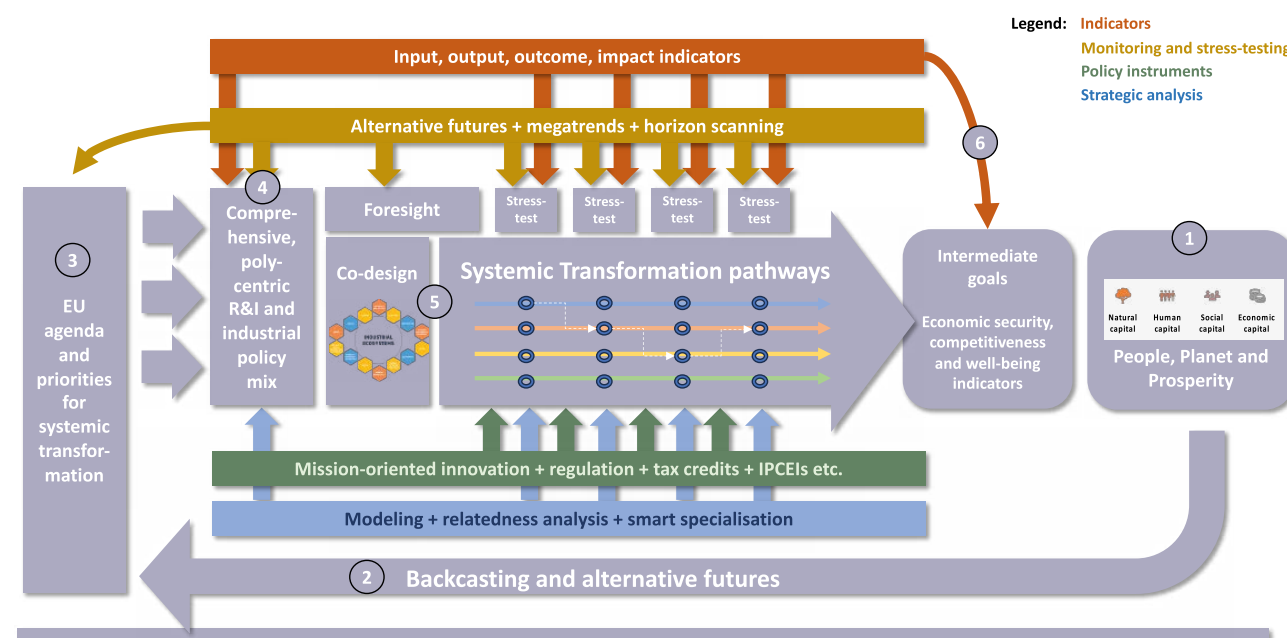 Legend: Indicators
Monitoring and stress-testing
Policy instruments
Strategic analysis
Input, output, outcome, impact indicators
Alternative futures + megatrends + horizon scanning
6
3
EU
agenda
and
priorities
for
systemic
transfor-
mation
4
Compre-
hensive,
poly-
centric
R&I and
industrial
policy
mix
Foresight
Stress-
test
Stress-
test
Stress-
test
Stress-
test
Co-design
INDUSTRIAL
ECOSYSTEMS
5
Systemic Transformation pathways
Intermediate
goals
Economic security,
competitiveness
and well-being
indicators
1
Natural
capital
Human
capital
Social
capital
Economic
capital
People, Planet and
Prosperity
Mission-oriented innovation + regulation + tax credits + IPCEIs etc.
Modeling + relatedness analysis + smart specialisation
2
Backcasting and alternative futures